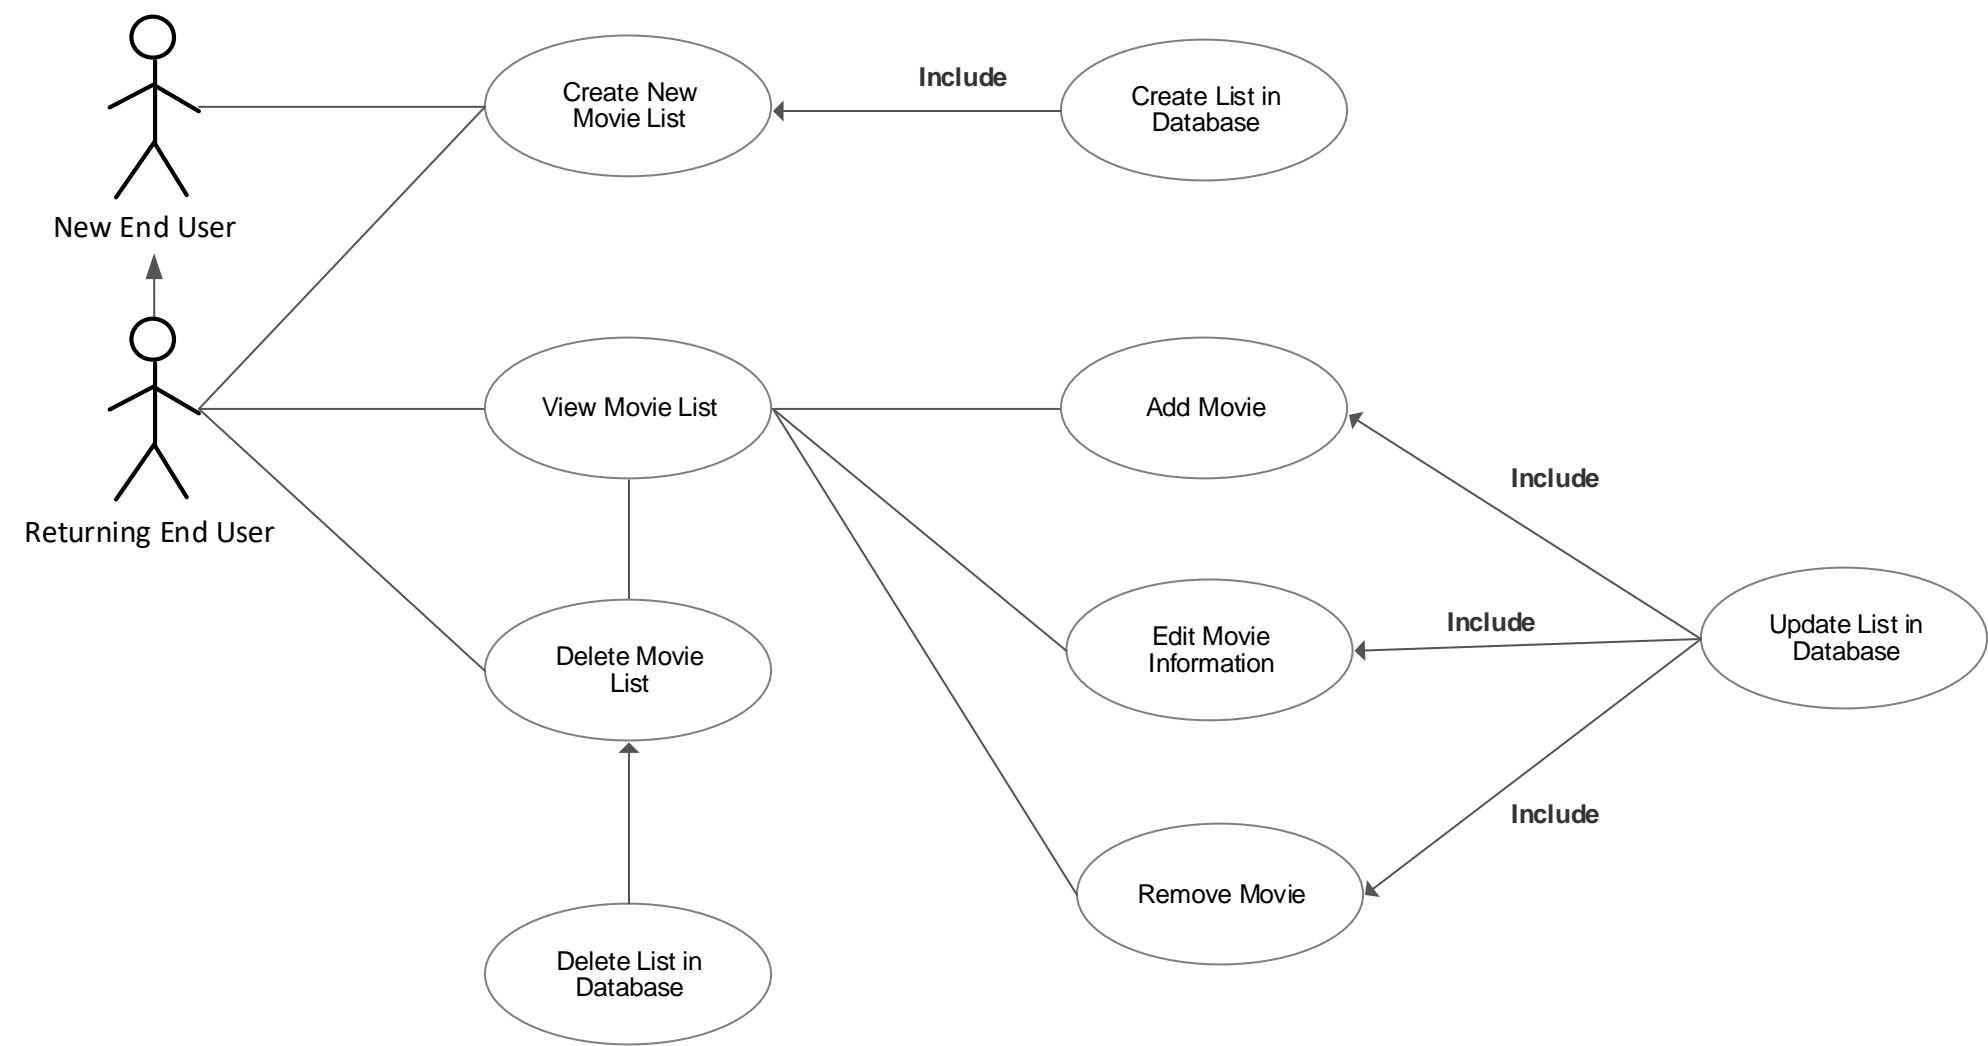 Create New
Movie List
Include
Create List in
Database
New End User
View Movie List
Add Movie
Include
Returning End User
Delete Movie
List
Edit Movie
Information
Include
Update List in
Database
Include
Remove Movie
Delete List in
Database